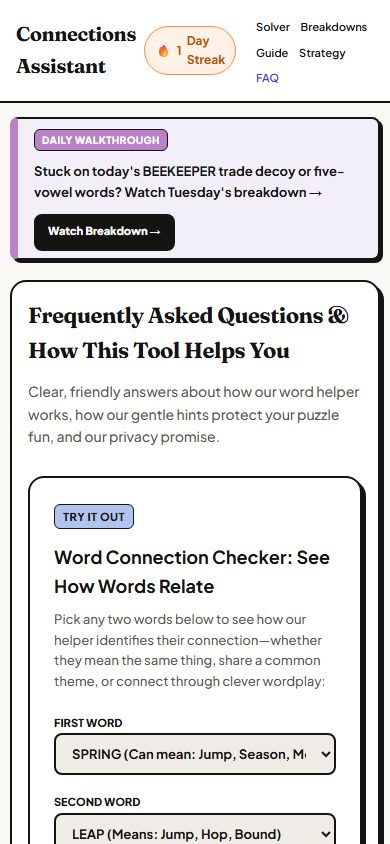 Connections
Assistant
1 Day
Streak
Solver Breakdowns
Guide Strategy
FAQ
DAILY WALKTHROUGH
Stuck on today's BEEKEEPER trade decoy or five-
vowel words? Watch Tuesday's breakdown →
Watch Breakdown →
Frequently Asked Questions &
How This Tool Helps You
Clear, friendly answers about how our word helper
works, how our gentle hints protect your puzzle
fun, and our privacy promise.
TRY IT OUT
Word Connection Checker: See
How Words Relate
Pick any two words below to see how our
helper identifies their connection—whether
they mean the same thing, share a common
theme, or connect through clever wordplay:
FIRST WORD
SPRING (Can mean: Jump, Season, M
SECOND WORD
LEAP (Means: Jump, Hop, Bound)